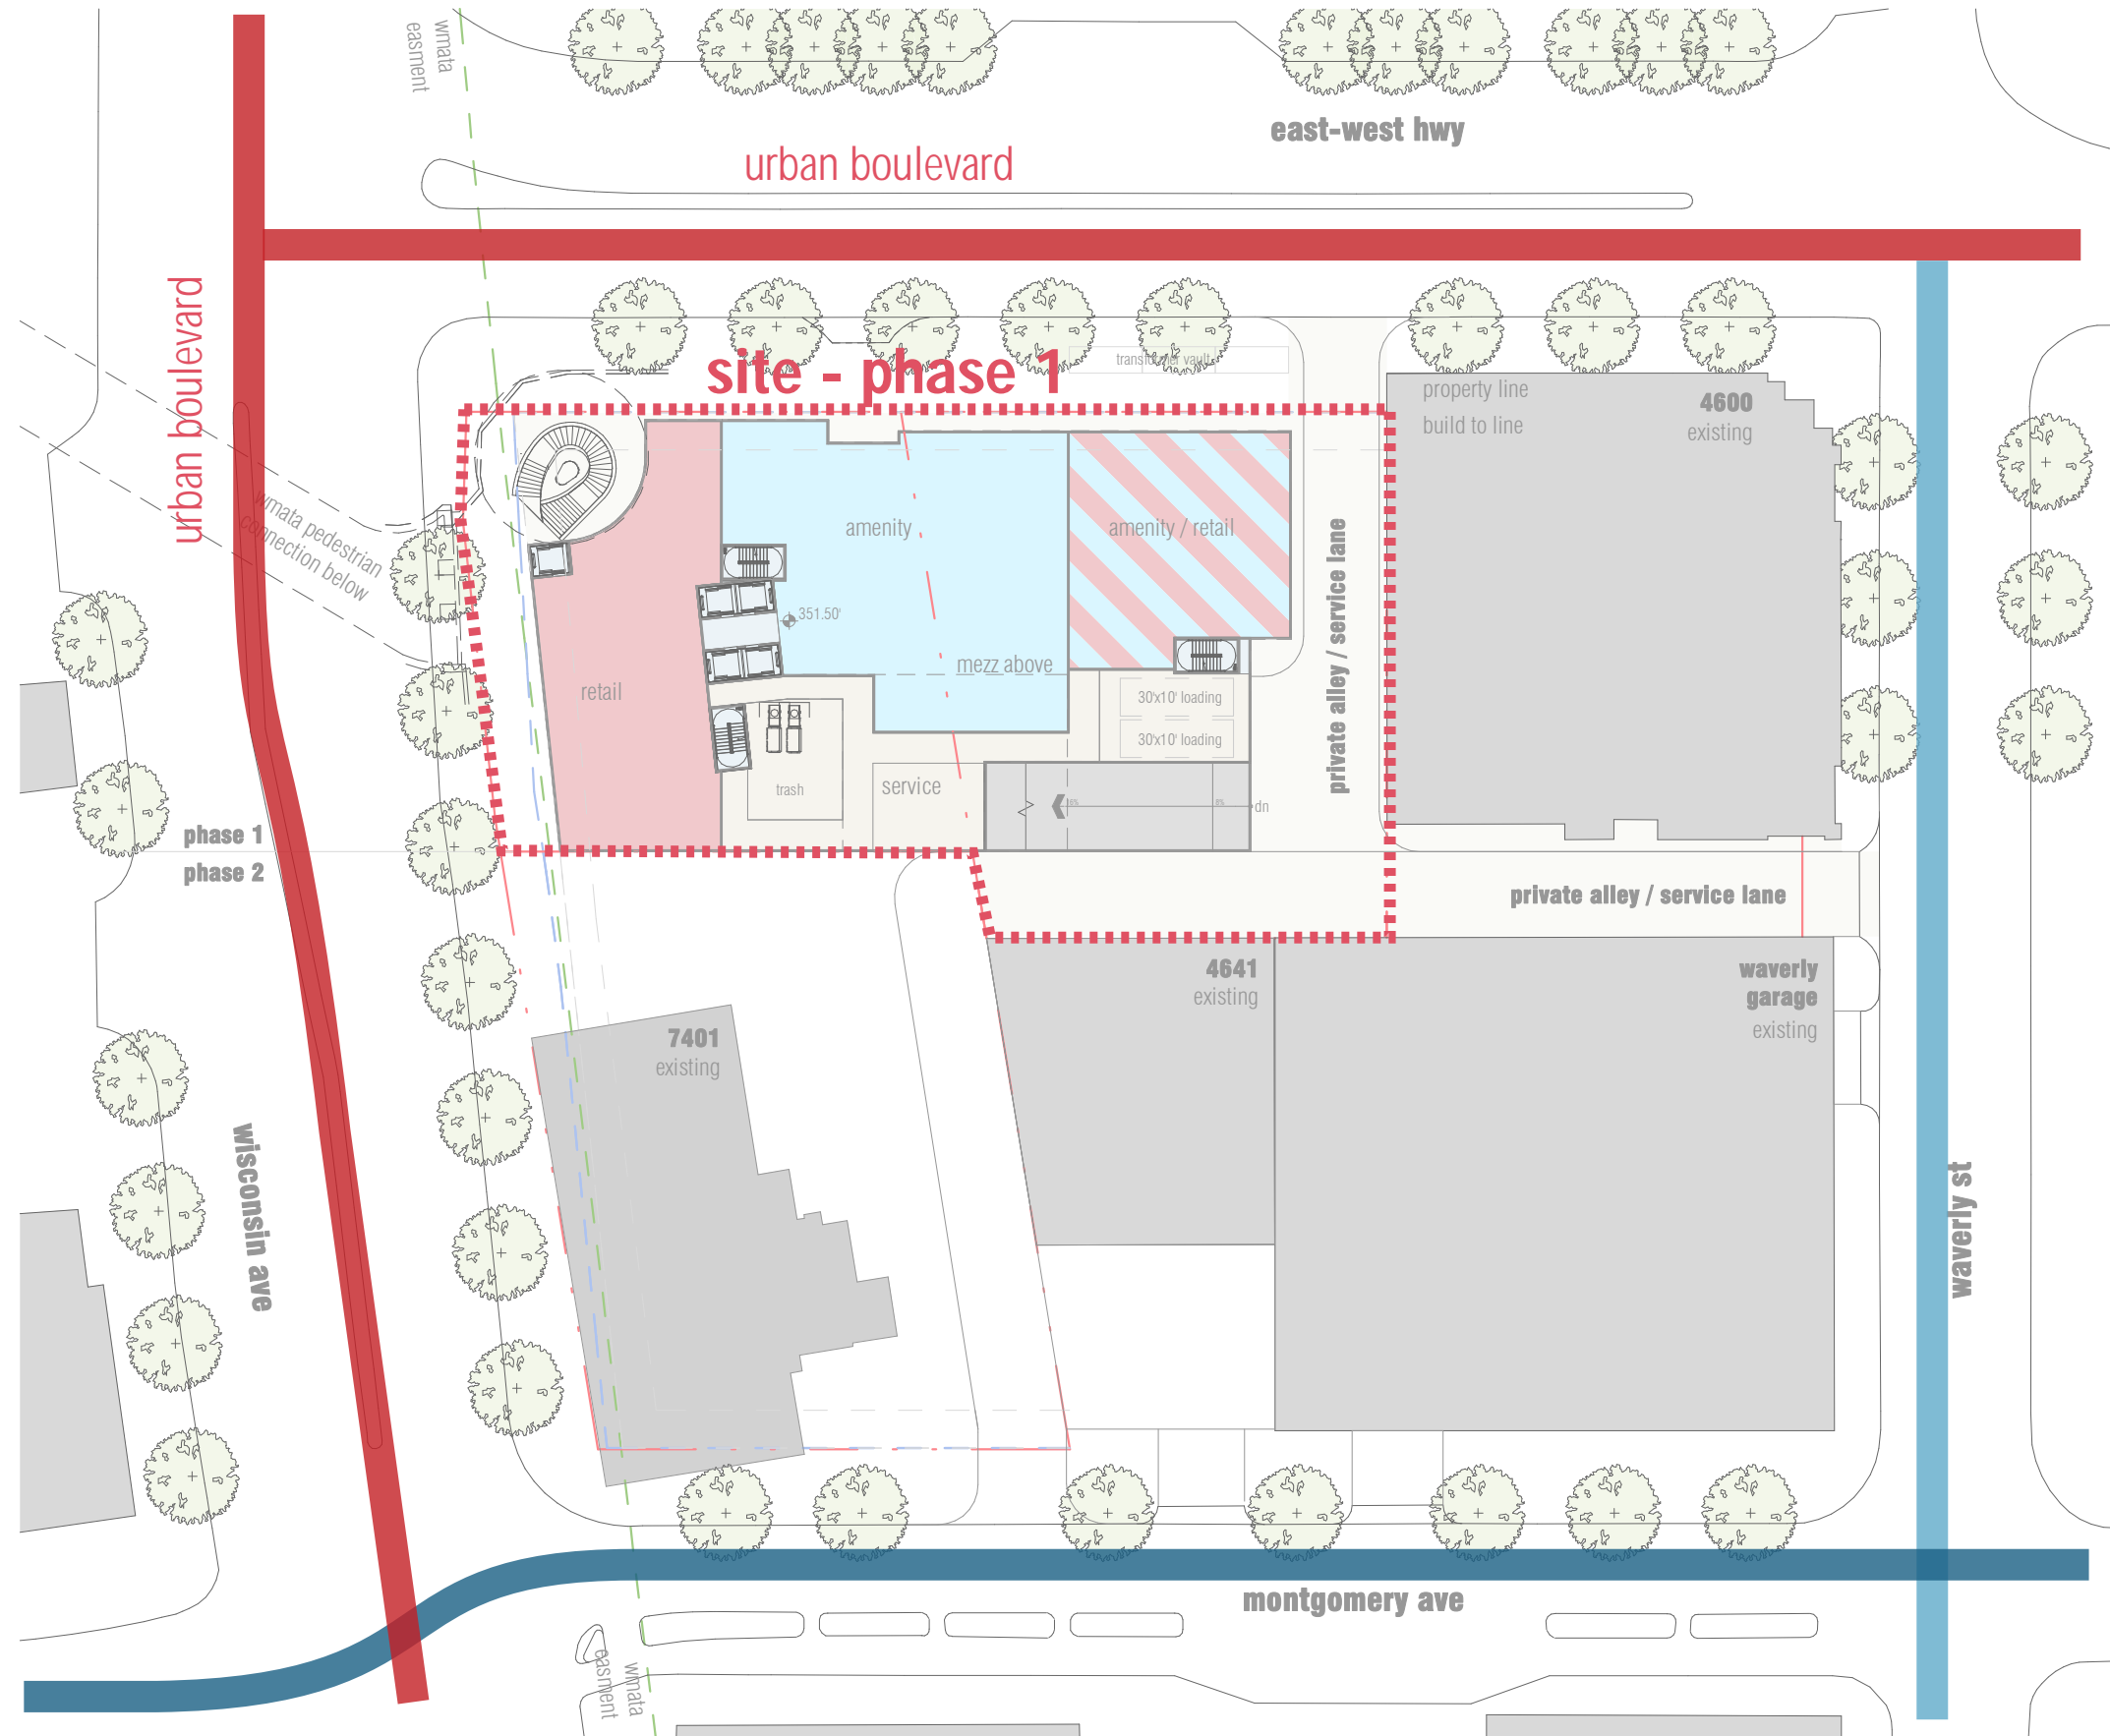 wmata
easment
east-west hwy
urban boulevard
urban boulevard
site - phase 1
transformer vault
property line
build to line
4600
existing
wmata pedestrian
connection below
amenity
amenity / retail
351.50'
mezz above
retail
private alley / service lane
30'x10' loading
30'x10' loading
trash
service
16%
8%
dn
phase 1
phase 2
private alley / service lane
4641
existing
waverly
garage
existing
7401
existing
wisconsin ave
waverly st
montgomery ave
easment
wmata